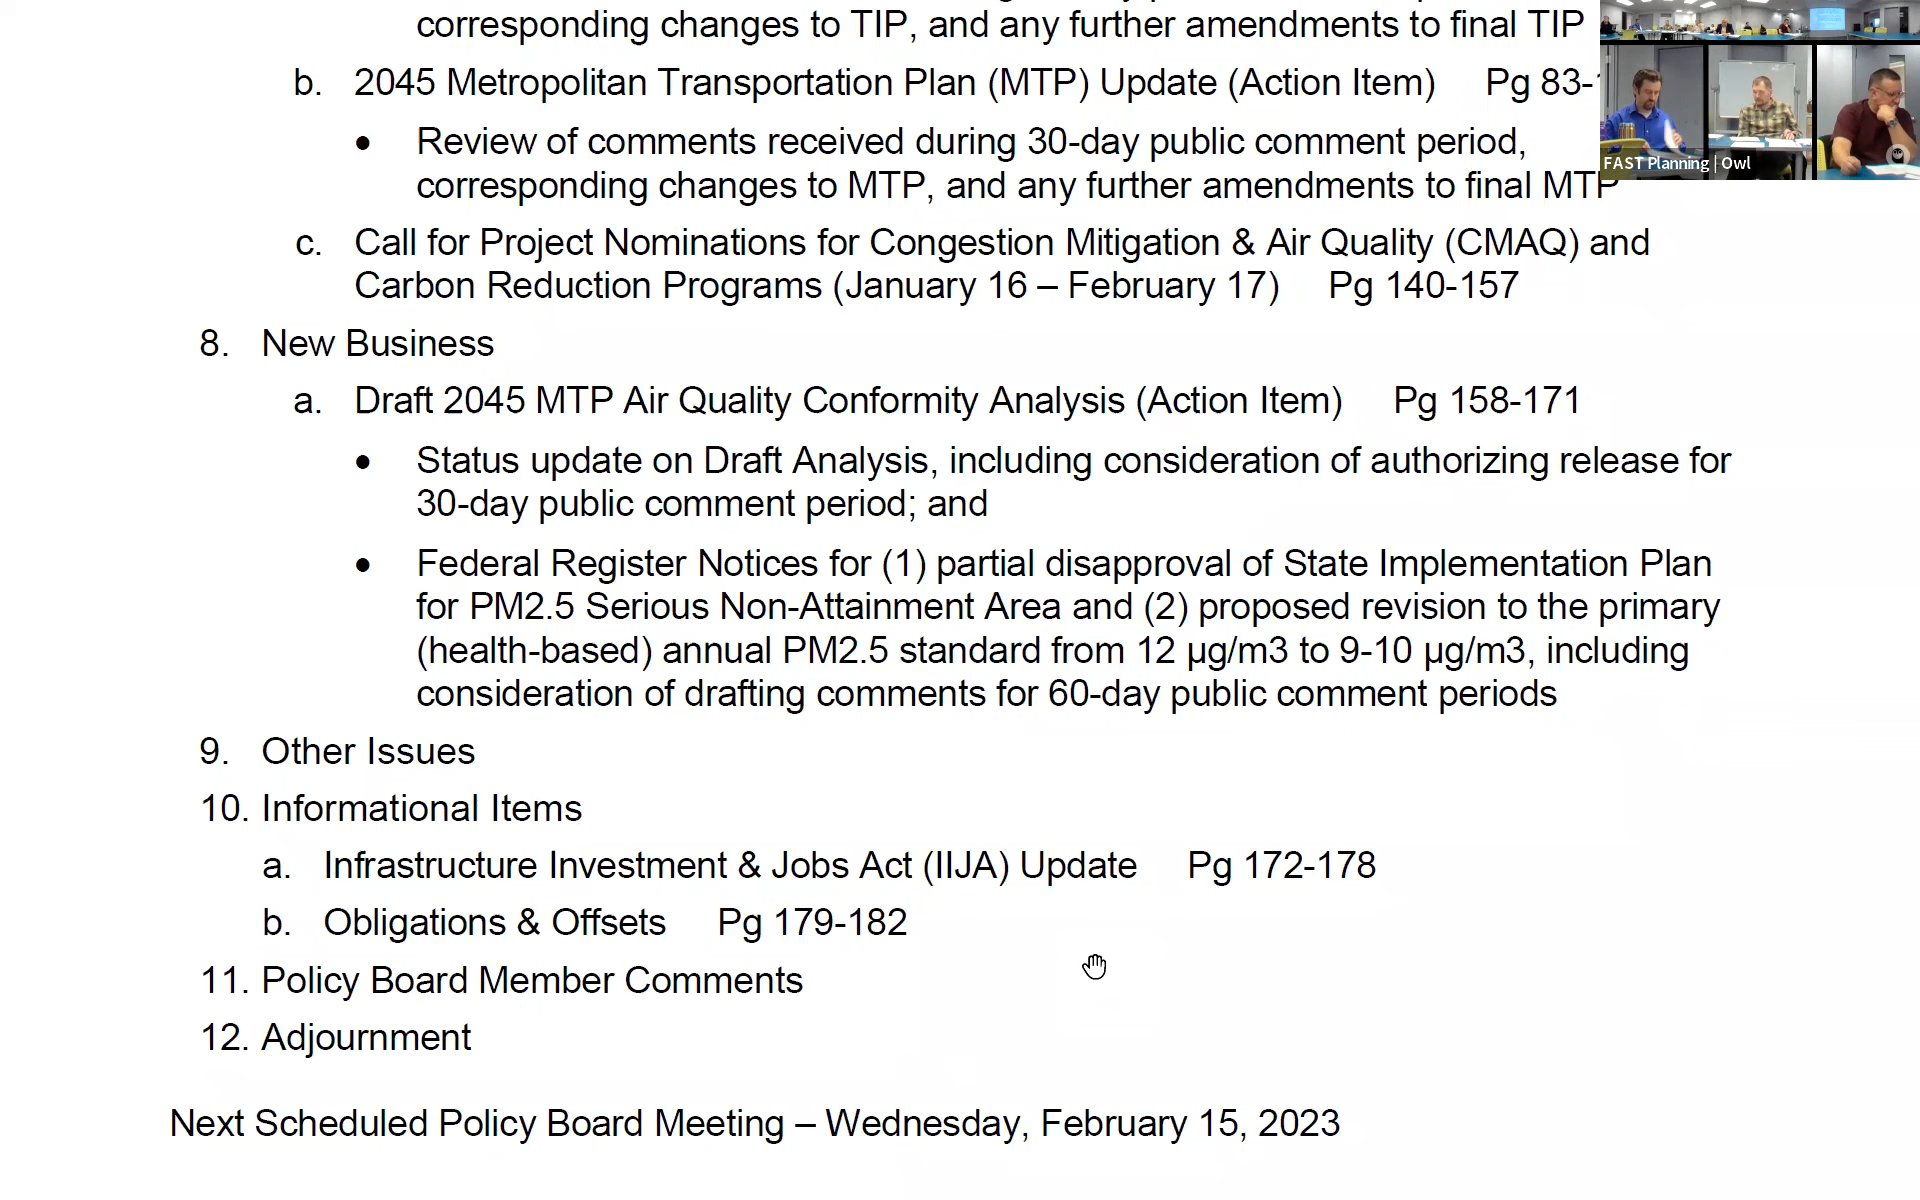 corresponding changes to TIP, and any further amendments to final TIP
b. 2045 Metropolitan Transportation Plan (MTP) Update (Action Item) Pg 83-
• Review of comments received during 30-day public comment period,
corresponding changes to MTP, and any further amendments to final MTP
FAST Planning | Owl
c. Call for Project Nominations for Congestion Mitigation & Air Quality (CMAQ) and
Carbon Reduction Programs (January 16 – February 17) Pg 140-157
8. New Business
a. Draft 2045 MTP Air Quality Conformity Analysis (Action Item) Pg 158-171
• Status update on Draft Analysis, including consideration of authorizing release for
30-day public comment period; and
• Federal Register Notices for (1) partial disapproval of State Implementation Plan
for PM2.5 Serious Non-Attainment Area and (2) proposed revision to the primary
(health-based) annual PM2.5 standard from 12 µg/m3 to 9-10 µg/m3, including
consideration of drafting comments for 60-day public comment periods
9. Other Issues
10. Informational Items
a. Infrastructure Investment & Jobs Act (IIJA) Update Pg 172-178
b. Obligations & Offsets Pg 179-182
11. Policy Board Member Comments
12. Adjournment
Next Scheduled Policy Board Meeting – Wednesday, February 15, 2023